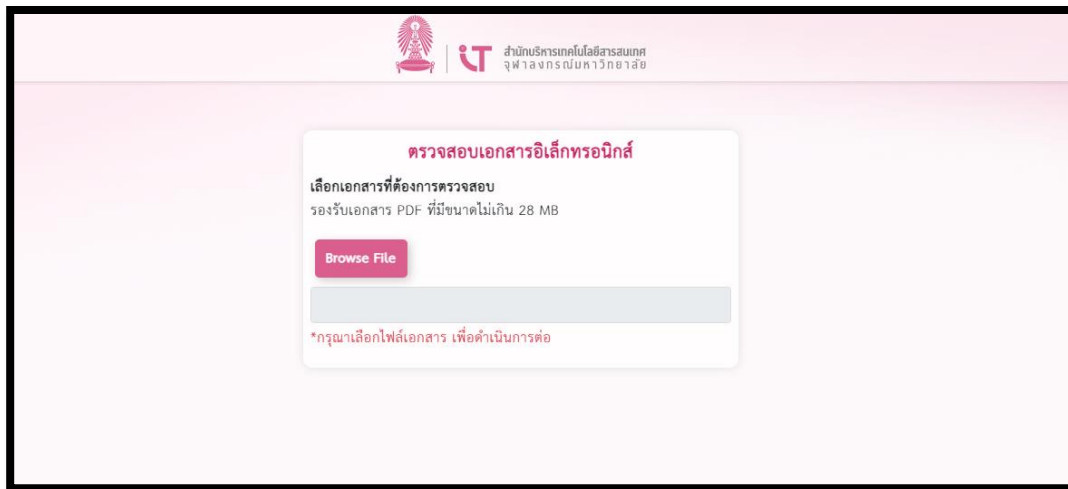 IT
สำนักบริหารเทคโนโลยีสารสนเทศ
จุฬาลงกรณ์มหาวิทยาลัย
ตรวจสอบเอกสารอิเล็กทรอนิกส์
เลือกเอกสารที่ต้องการตรวจสอบ
รองรับเอกสาร PDF ที่มีขนาดไม่เกิน 28 MB
Browse File
*กรุณาเลือกไฟล์เอกสาร เพื่อดำเนินการต่อ